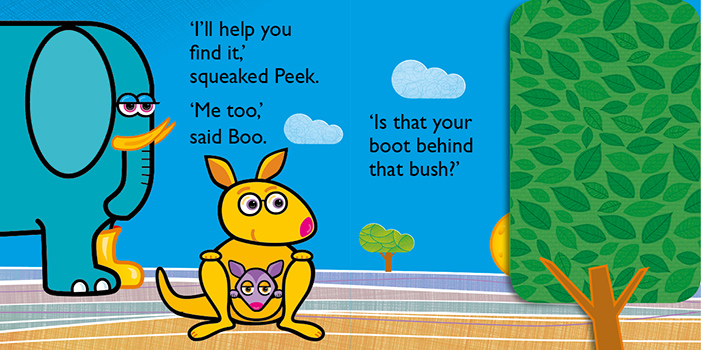 ‘I’ll help you
find it,’
squeaked Peek.
‘Me too,’
said Boo.
‘Is that your
boot behind
that bush?’